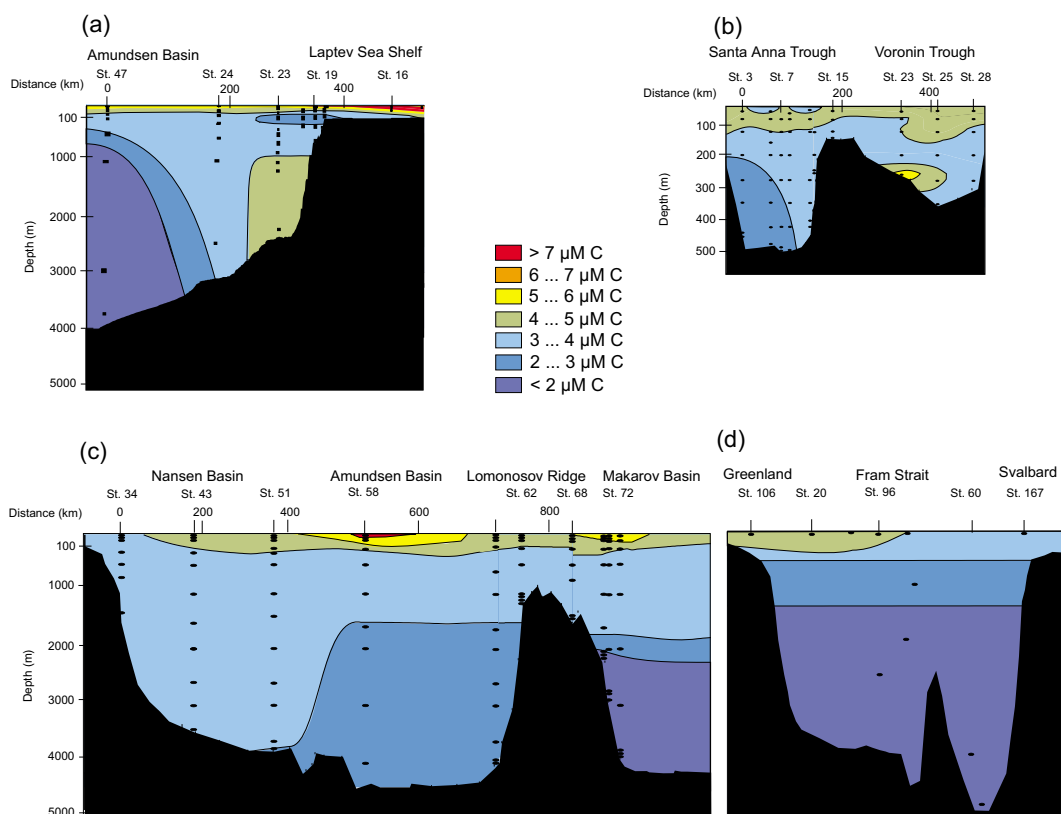 (a)
Amundsen Basin Laptev Sea Shelf
St. 47 St. 24 St. 23 St. 19 St. 16
Distance (km) 0 200 400
100
1000
2000
3000
4000
5000
Depth (m)
(b)
Santa Anna Trough Voronin Trough
St. 3 St. 7 St. 15 St. 23 St. 25 St. 28
Distance (km) 0 200 400
100
200
300
400
500
Depth (m)
> 7 µM C
6 ... 7 µM C
5 ... 6 µM C
4 ... 5 µM C
3 ... 4 µM C
2 ... 3 µM C
< 2 µM C
(c)
Nansen Basin Amundsen Basin Lomonosov Ridge Makarov Basin
St. 34 St. 43 St. 51 St. 58 St. 62 St. 68 St. 72
Distance (km) 0 200 400 600 800
100
1000
2000
3000
4000
5000
Depth (m)
(d)
Greenland Fram Strait Svalbard
St. 106 St. 20 St. 96 St. 60 St. 167